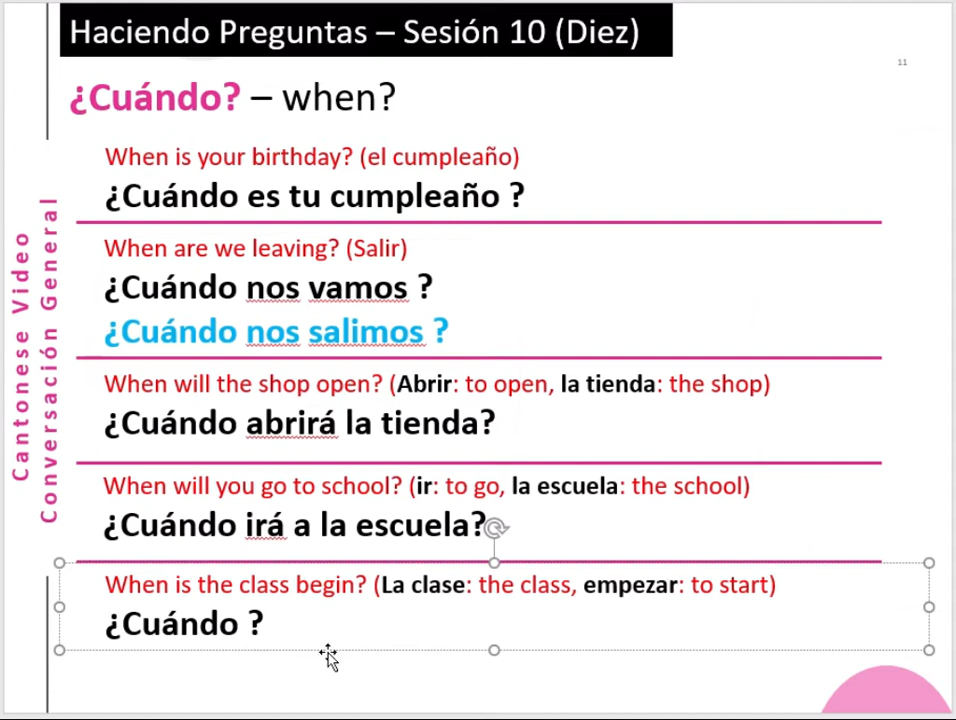 Haciendo Preguntas – Sesión 10 (Diez)
11
¿Cuándo? – when?
When is your birthday? (el cumpleaño)
¿Cuándo es tu cumpleaño ?
When are we leaving? (Salir)
¿Cuándo nos vamos ?
¿Cuándo nos salimos ?
When will the shop open? (Abrir: to open, la tienda: the shop)
¿Cuándo abrirá la tienda?
When will you go to school? (ir: to go, la escuela: the school)
¿Cuándo irá a la escuela?
When is the class begin? (La clase: the class, empezar: to start)
¿Cuándo ?
Cantonese Video
Conversación General